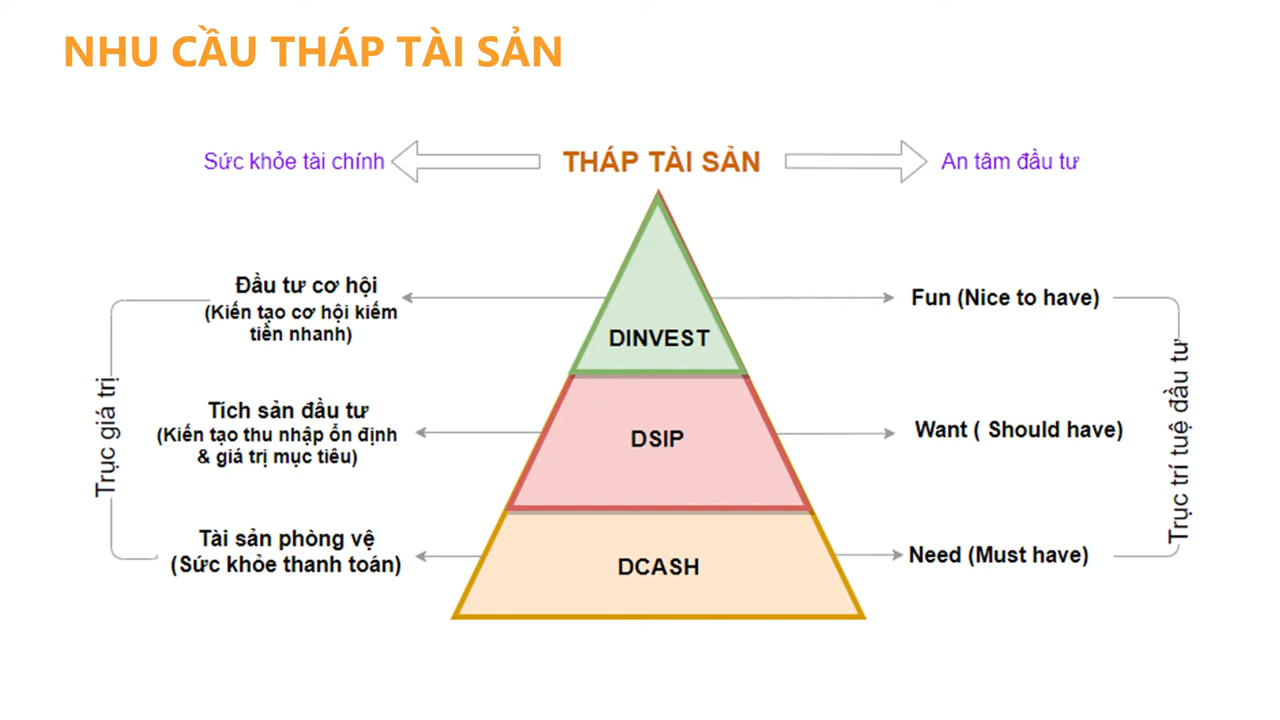 NHU CẦU THÁP TÀI SẢN
Sức khỏe tài chính
THÁP TÀI SẢN
An tâm đầu tư
Đầu tư cơ hội
(Kiến tạo cơ hội kiếm
tiền nhanh)
DINVEST
Fun (Nice to have)
Trục giá trị
Tích sản đầu tư
(Kiến tạo thu nhập ổn định
& giá trị mục tiêu)
DSIP
Want ( Should have)
Trục trí tuệ đầu tư
Tài sản phòng vệ
(Sức khỏe thanh toán)
DCASH
Need (Must have)